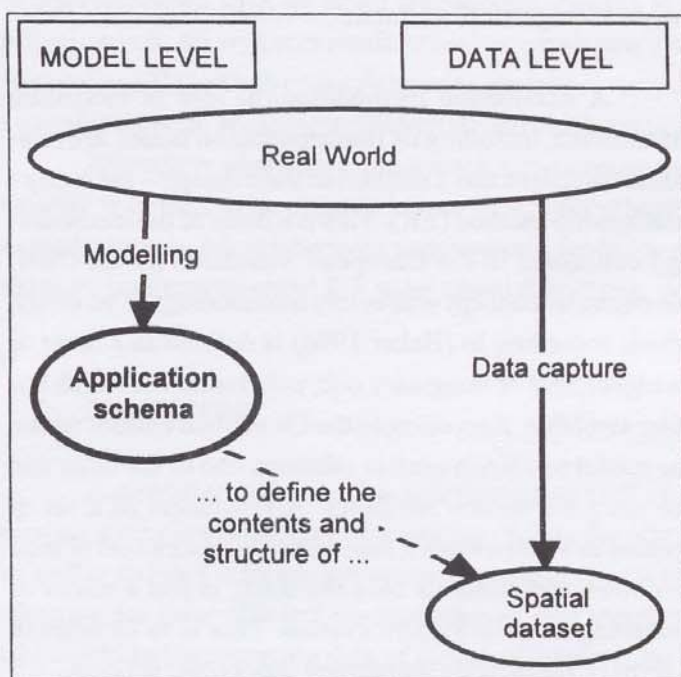 MODEL LEVEL
DATA LEVEL
Real World
Modelling
Application
schema
Data capture
... to define the
contents and
structure of ...
Spatial
dataset